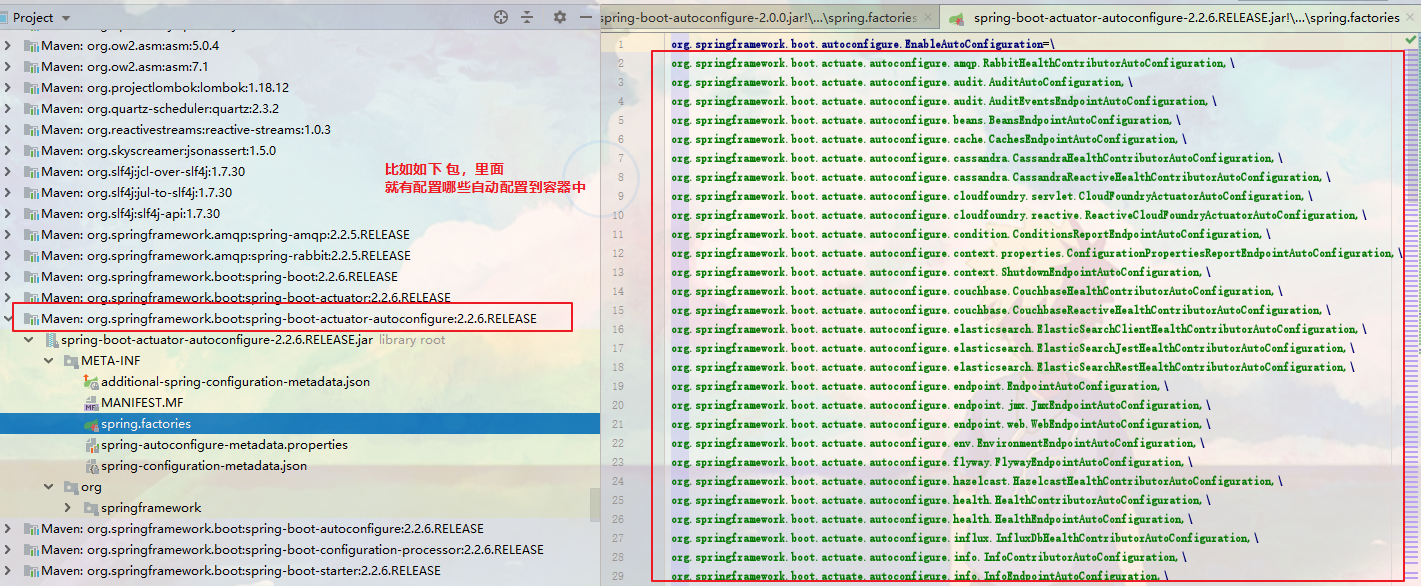 Project
Maven: org.ow2.asm:asm:5.0.4
Maven: org.ow2.asm:asm:7.1
Maven: org.projectlombok:lombok:1.18.12
Maven: org.quartz-scheduler:quartz:2.3.2
Maven: org.reactivestreams:reactive-streams:1.0.3
Maven: org.skyscreamer:jsonassert:1.5.0
Maven: org.slf4j:jcl-over-slf4j:1.7.30
Maven: org.slf4j:jul-to-slf4j:1.7.30
Maven: org.slf4j:slf4j-api:1.7.30
Maven: org.springframework.amqp:spring-amqp:2.2.5.RELEASE
Maven: org.springframework.amqp:spring-rabbit:2.2.5.RELEASE
Maven: org.springframework.boot:spring-boot:2.2.6.RELEASE
Maven: org.springframework.boot:spring-boot-actuator:2.2.6.RELEASE
Maven: org.springframework.boot:spring-boot-actuator-autoconfigure:2.2.6.RELEASE
spring-boot-actuator-autoconfigure-2.2.6.RELEASE.jar library root
META-INF
additional-spring-configuration-metadata.json
MANIFEST.MF
spring.factories
spring-autoconfigure-metadata.properties
spring-configuration-metadata.json
org
springframework
Maven: org.springframework.boot:spring-boot-autoconfigure:2.2.6.RELEASE
Maven: org.springframework.boot:spring-boot-configuration-processor:2.2.6.RELEASE
Maven: org.springframework.boot:spring-boot-starter:2.2.6.RELEASE
比如如下 包，里面
就有配置哪些自动配置到容器中
spring-boot-autoconfigure-2.0.0.jar!\...\spring.factories
spring-boot-actuator-autoconfigure-2.2.6.RELEASE.jar!\...\spring.factories
1 org.springframework.boot.autoconfigure.EnableAutoConfiguration=\
2 org.springframework.boot.actuate.autoconfigure.amqp.RabbitHealthContributorAutoConfiguration,\
3 org.springframework.boot.actuate.autoconfigure.audit.AuditAutoConfiguration,\
4 org.springframework.boot.actuate.autoconfigure.audit.AuditEventsEndpointAutoConfiguration,\
5 org.springframework.boot.actuate.autoconfigure.beans.BeansEndpointAutoConfiguration,\
6 org.springframework.boot.actuate.autoconfigure.cache.CachesEndpointAutoConfiguration,\
7 org.springframework.boot.actuate.autoconfigure.cassandra.CassandraHealthContributorAutoConfiguration,\
8 org.springframework.boot.actuate.autoconfigure.cassandra.CassandraReactiveHealthContributorAutoConfiguration,\
9 org.springframework.boot.actuate.autoconfigure.cloudfoundry.servlet.CloudFoundryActuatorAutoConfiguration,\
10 org.springframework.boot.actuate.autoconfigure.cloudfoundry.reactive.ReactiveCloudFoundryActuatorAutoConfiguration,\
11 org.springframework.boot.actuate.autoconfigure.condition.ConditionsReportEndpointAutoConfiguration,\
12 org.springframework.boot.actuate.autoconfigure.context.properties.ConfigurationPropertiesReportEndpointAutoConfiguration,\
13 org.springframework.boot.actuate.autoconfigure.context.ShutdownEndpointAutoConfiguration,\
14 org.springframework.boot.actuate.autoconfigure.couchbase.CouchbaseHealthContributorAutoConfiguration,\
15 org.springframework.boot.actuate.autoconfigure.couchbase.CouchbaseReactiveHealthContributorAutoConfiguration,\
16 org.springframework.boot.actuate.autoconfigure.elasticsearch.ElasticSearchClientHealthContributorAutoConfiguration,\
17 org.springframework.boot.actuate.autoconfigure.elasticsearch.ElasticSearchJestHealthContributorAutoConfiguration,\
18 org.springframework.boot.actuate.autoconfigure.elasticsearch.ElasticSearchRestHealthContributorAutoConfiguration,\
19 org.springframework.boot.actuate.autoconfigure.endpoint.EndpointAutoConfiguration,\
20 org.springframework.boot.actuate.autoconfigure.endpoint.jmx.JmxEndpointAutoConfiguration,\
21 org.springframework.boot.actuate.autoconfigure.endpoint.web.WebEndpointAutoConfiguration,\
22 org.springframework.boot.actuate.autoconfigure.env.EnvironmentEndpointAutoConfiguration,\
23 org.springframework.boot.actuate.autoconfigure.flyway.FlywayEndpointAutoConfiguration,\
24 org.springframework.boot.actuate.autoconfigure.hazelcast.HazelcastHealthContributorAutoConfiguration,\
25 org.springframework.boot.actuate.autoconfigure.health.HealthContributorAutoConfiguration,\
26 org.springframework.boot.actuate.autoconfigure.health.HealthEndpointAutoConfiguration,\
27 org.springframework.boot.actuate.autoconfigure.influx.InfluxDbHealthContributorAutoConfiguration,\
28 org.springframework.boot.actuate.autoconfigure.info.InfoContributorAutoConfiguration,\
29 org.springframework.boot.actuate.autoconfigure.info.InfoEndpointAutoConfiguration,\